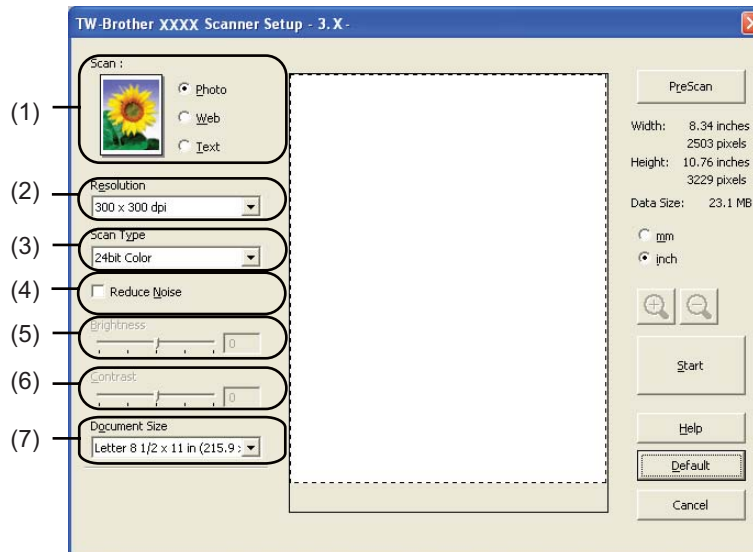 TW-Brother XXXX Scanner Setup - 3.X-
(1)
Scan :
Photo
Web
Text
(2)
Resolution
300 x 300 dpi
(3)
Scan Type
24bit Color
(4)
Reduce Noise
(5)
Brightness
0
(6)
Contrast
0
(7)
Document Size
Letter 8 1/2 x 11 in (215.9 :
PreScan
Width: 8.34 inches
2503 pixels
Height: 10.76 inches
3229 pixels
Data Size: 23.1 MB
mm
inch
Start
Help
Default
Cancel